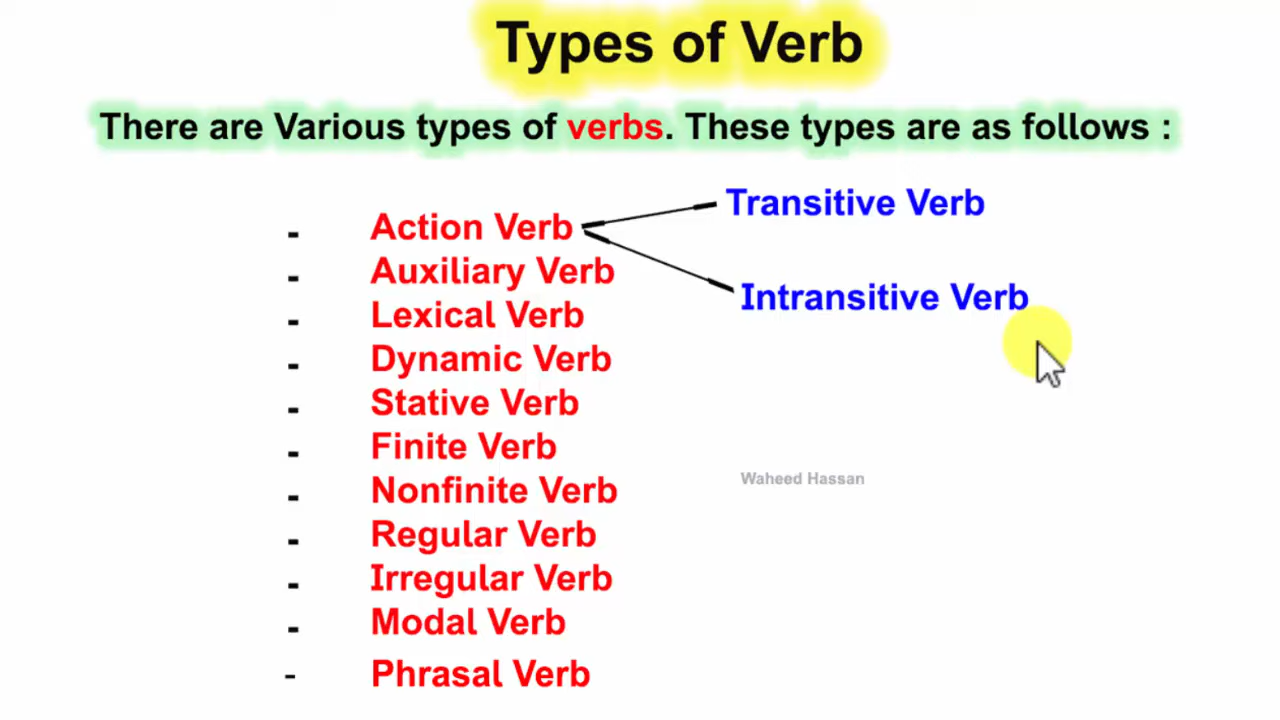 Types of Verb
There are Various types of verbs. These types are as follows :
- Action Verb
Transitive Verb
Intransitive Verb
- Auxiliary Verb
- Lexical Verb
- Dynamic Verb
- Stative Verb
- Finite Verb
- Nonfinite Verb
- Regular Verb
- Irregular Verb
- Modal Verb
- Phrasal Verb
Waheed Hassan